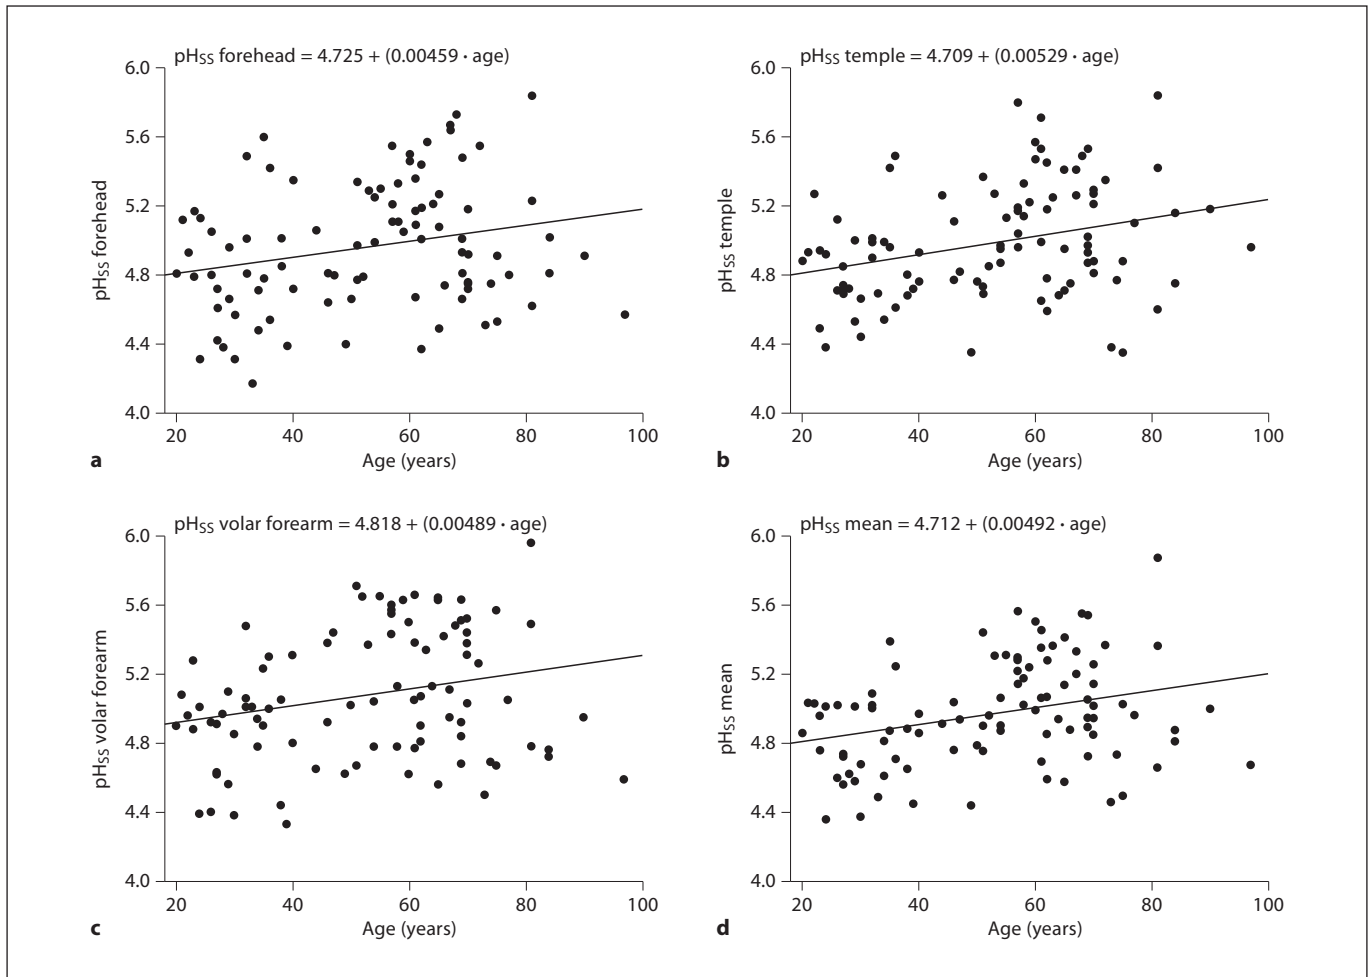 pHSS forehead = 4.725 + (0.00459 · age)
6.0
5.6
5.2
4.8
4.4
4.0
pHSS forehead
20 40 60 80 100
Age (years)
a
pHSS temple = 4.709 + (0.00529 · age)
6.0
5.6
5.2
4.8
4.4
4.0
pHSS temple
20 40 60 80 100
Age (years)
b
pHSS volar forearm = 4.818 + (0.00489 · age)
6.0
5.6
5.2
4.8
4.4
4.0
pHSS volar forearm
20 40 60 80 100
Age (years)
c
pHSS mean = 4.712 + (0.00492 · age)
6.0
5.6
5.2
4.8
4.4
4.0
pHSS mean
20 40 60 80 100
Age (years)
d